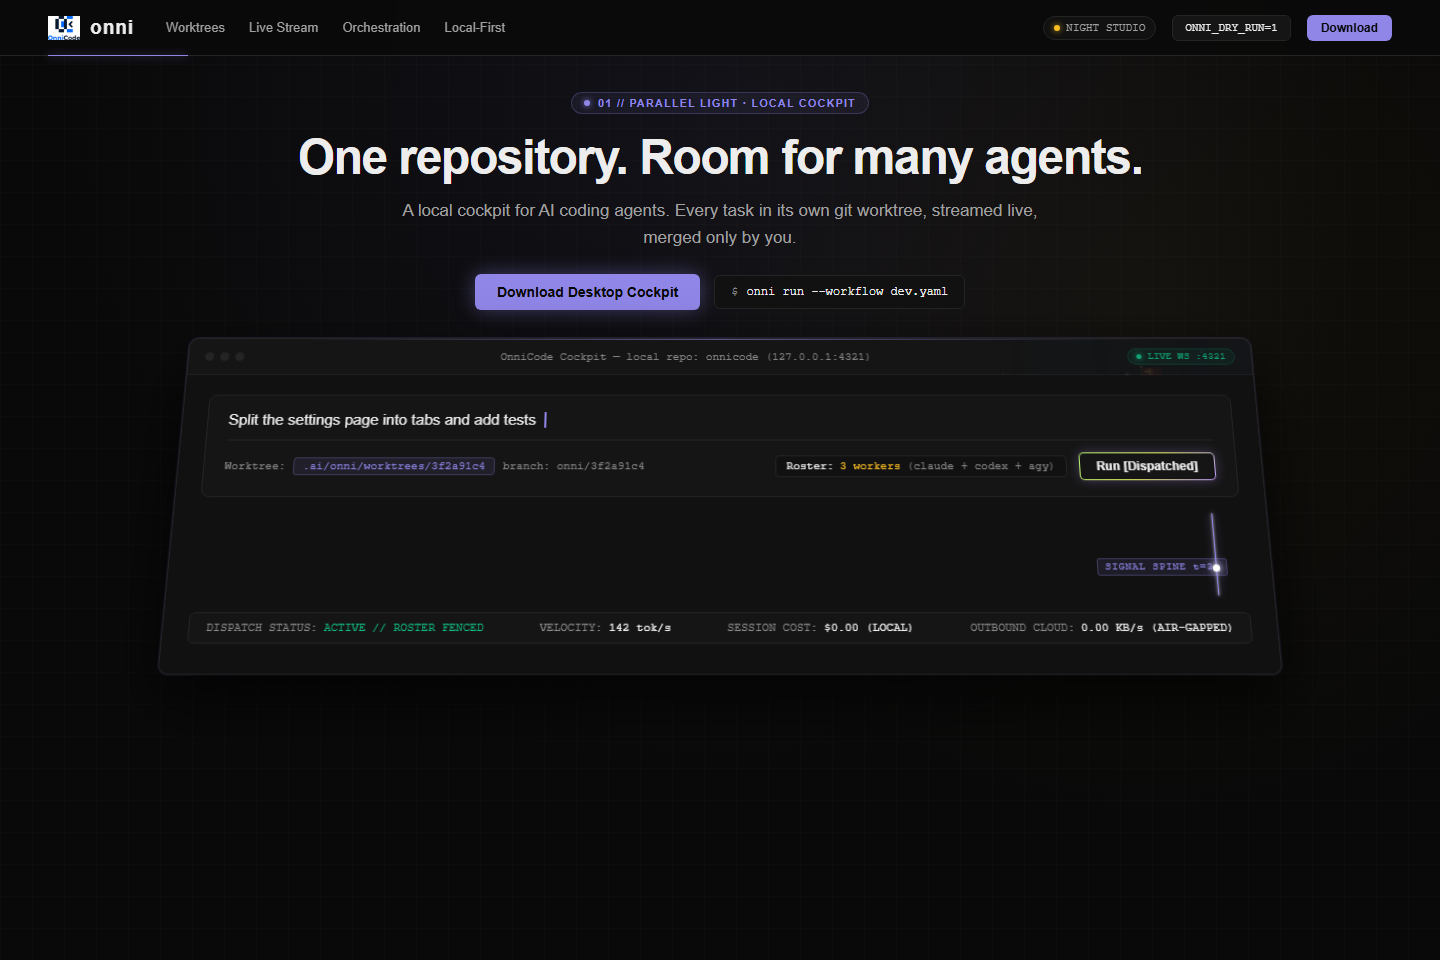 OnniCode
onni
Worktrees
Live Stream
Orchestration
Local-First
NIGHT STUDIO
ONNI_DRY_RUN=1
Download
01 // PARALLEL LIGHT · LOCAL COCKPIT
One repository. Room for many agents.
A local cockpit for AI coding agents. Every task in its own git worktree, streamed live,
merged only by you.
Download Desktop Cockpit
$ onni run --workflow dev.yaml
OnniCode Cockpit — local repo: onnicode (127.0.0.1:4321)
LIVE WS :4321
Split the settings page into tabs and add tests
Worktree: .ai/onni/worktrees/3f2a91c4 branch: onni/3f2a91c4
Roster: 3 workers (claude + codex + agy)
Run [Dispatched]
SIGNAL SPINE
DISPATCH STATUS: ACTIVE // ROSTER FENCED
VELOCITY: 142 tok/s
SESSION COST: $0.00 (LOCAL)
OUTBOUND CLOUD: 0.00 KB/s (AIR-GAPPED)